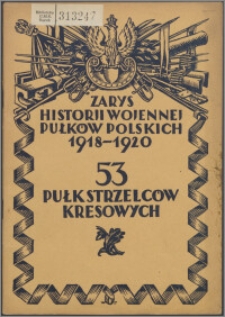 313247
ZARYS
HISTORJI WOJENNEJ
PUŁKÓW POLSKICH
1918-1920
53
PUŁK STRZELCÓW
KRESOWYCH